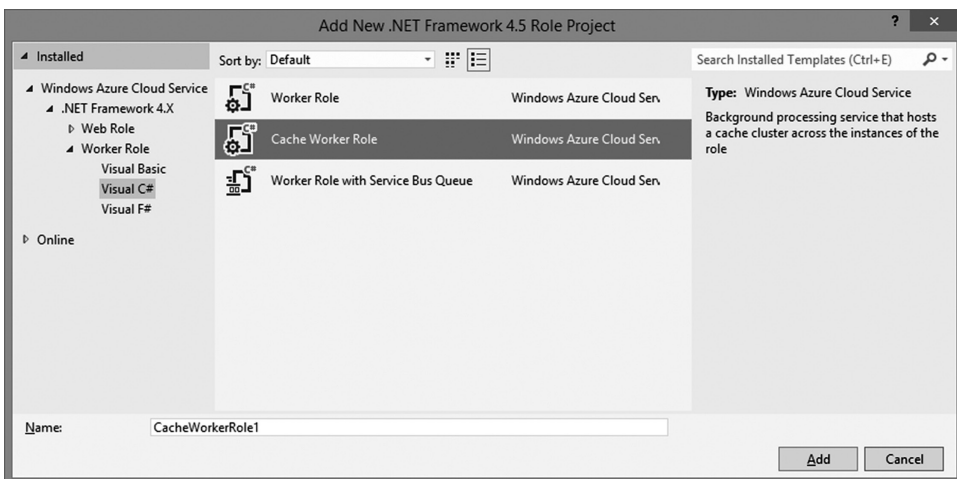 Add New .NET Framework 4.5 Role Project
? ×
Installed
Sort by: Default
Search Installed Templates (Ctrl+E)
Windows Azure Cloud Service
.NET Framework 4.X
Web Role
Worker Role
Visual Basic
Visual C#
Visual F#
Online
C# Worker Role Windows Azure Cloud Serv
C# Cache Worker Role Windows Azure Cloud Serv
C# Worker Role with Service Bus Queue Windows Azure Cloud Serv
Type: Windows Azure Cloud Service
Background processing service that hosts
a cache cluster across the instances of the
role
Name: CacheWorkerRole1
Add Cancel